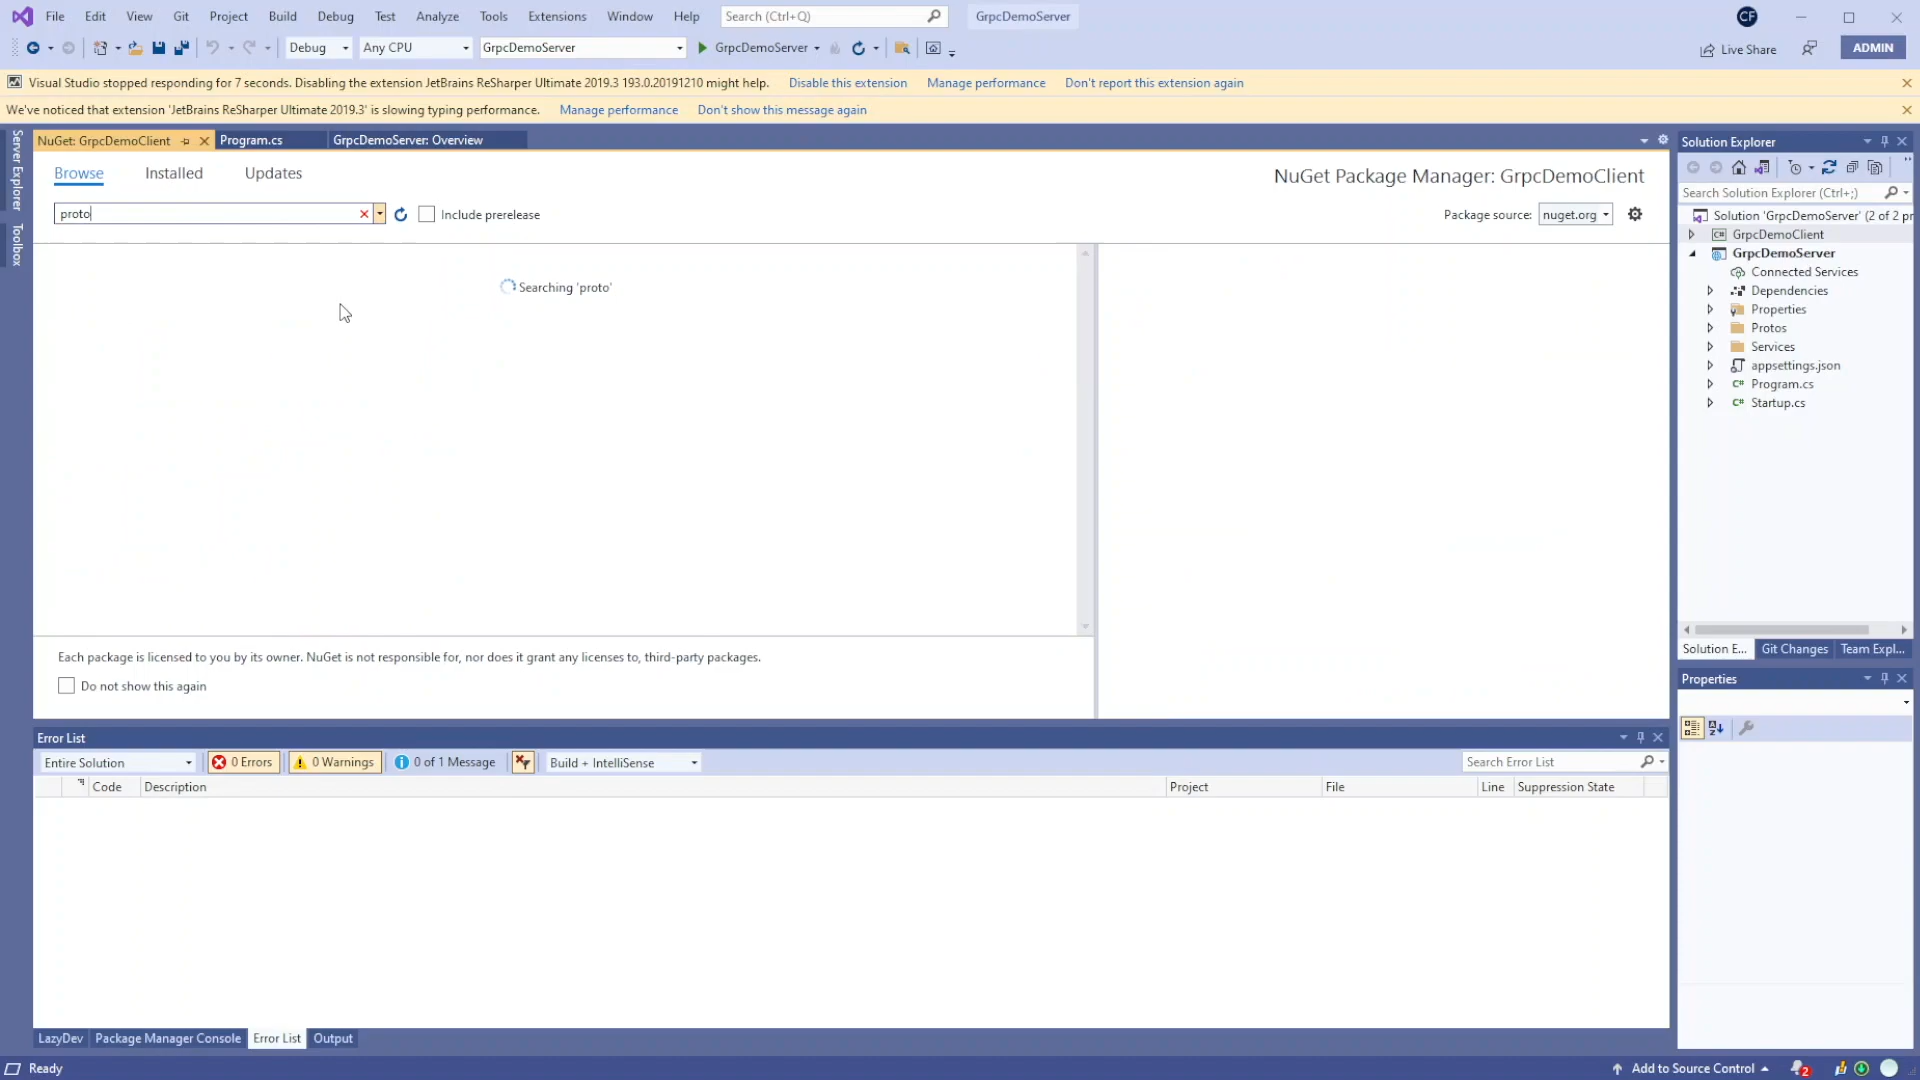 File Edit View Git Project Build Debug Test Analyze Tools Extensions Window Help Search (Ctrl+Q) GrpcDemoServer CF
Debug Any CPU GrpcDemoServer GrpcDemoServer Live Share ADMIN
Visual Studio stopped responding for 7 seconds. Disabling the extension JetBrains ReSharper Ultimate 2019.3 193.0.20191210 might help. Disable this extension Manage performance Don't report this extension again
We've noticed that extension 'JetBrains ReSharper Ultimate 2019.3' is slowing typing performance. Manage performance Don't show this message again
Server Explorer
Toolbox
NuGet: GrpcDemoClient Program.cs GrpcDemoServer: Overview
Browse Installed Updates
NuGet Package Manager: GrpcDemoClient
proto Include prerelease Package source: nuget.org
Searching 'proto'
Each package is licensed to you by its owner. NuGet is not responsible for, nor does it grant any licenses to, third-party packages.
Do not show this again
Solution Explorer
Search Solution Explorer (Ctrl+;)
Solution 'GrpcDemoServer' (2 of 2 pr
GrpcDemoClient
GrpcDemoServer
Connected Services
Dependencies
Properties
Protos
Services
appsettings.json
Program.cs
Startup.cs
Solution E... Git Changes Team Expl...
Properties
Error List
Entire Solution 0 Errors 0 Warnings 0 of 1 Message Build + IntelliSense Search Error List
Code Description Project File Line Suppression State
LazyDev Package Manager Console Error List Output
Ready Add to Source Control 2